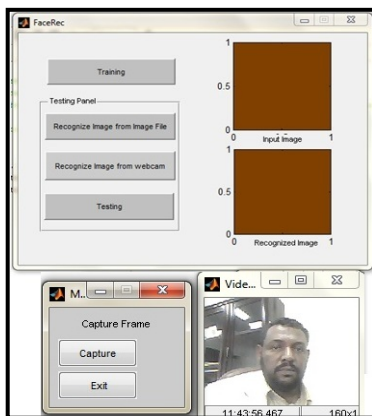 FaceRec
Training
Testing Panel
Recognize Image from Image File
Recognize Image from webcam
Testing
1
0.5
0
0
1
Input Image
1
0.5
0
0
1
Recognized Image
M...
Capture Frame
Capture
Exit
Vide...
11:43:56.467
160x1